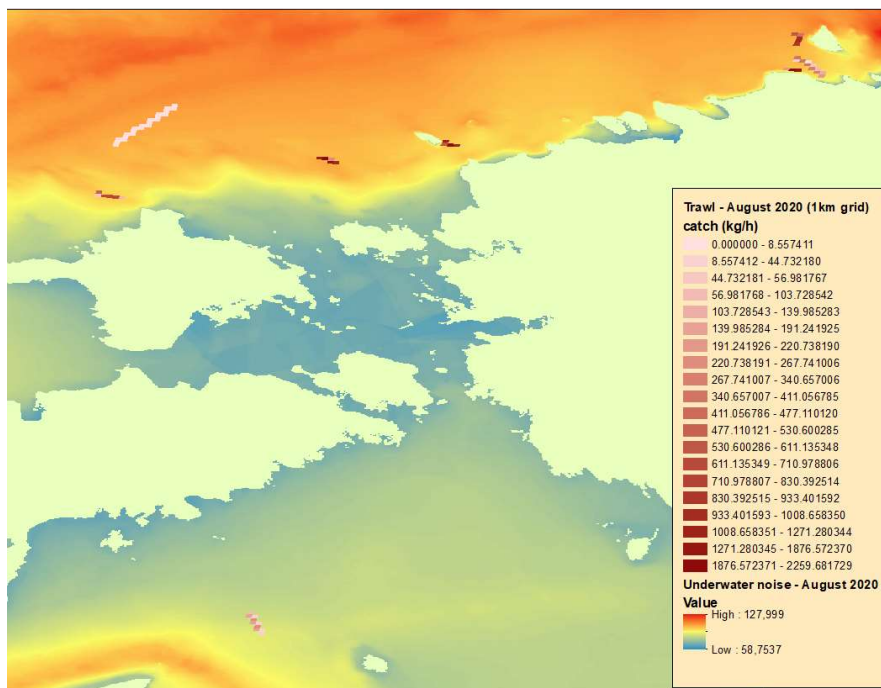 Trawl - August 2020 (1km grid)
catch (kg/h)
0.000000 - 8.557411
8.557412 - 44.732180
44.732181 - 56.981767
56.981768 - 103.728542
103.728543 - 139.985283
139.985284 - 191.241925
191.241926 - 220.738190
220.738191 - 267.741006
267.741007 - 340.657006
340.657007 - 411.056785
411.056786 - 477.110120
477.110121 - 530.600285
530.600286 - 611.135348
611.135349 - 710.978806
710.978807 - 830.392514
830.392515 - 933.401592
933.401593 - 1008.658350
1008.658351 - 1271.280344
1271.280345 - 1876.572370
1876.572371 - 2259.681729
Underwater noise - August 2020
Value
High : 127,999
Low : 58,7537